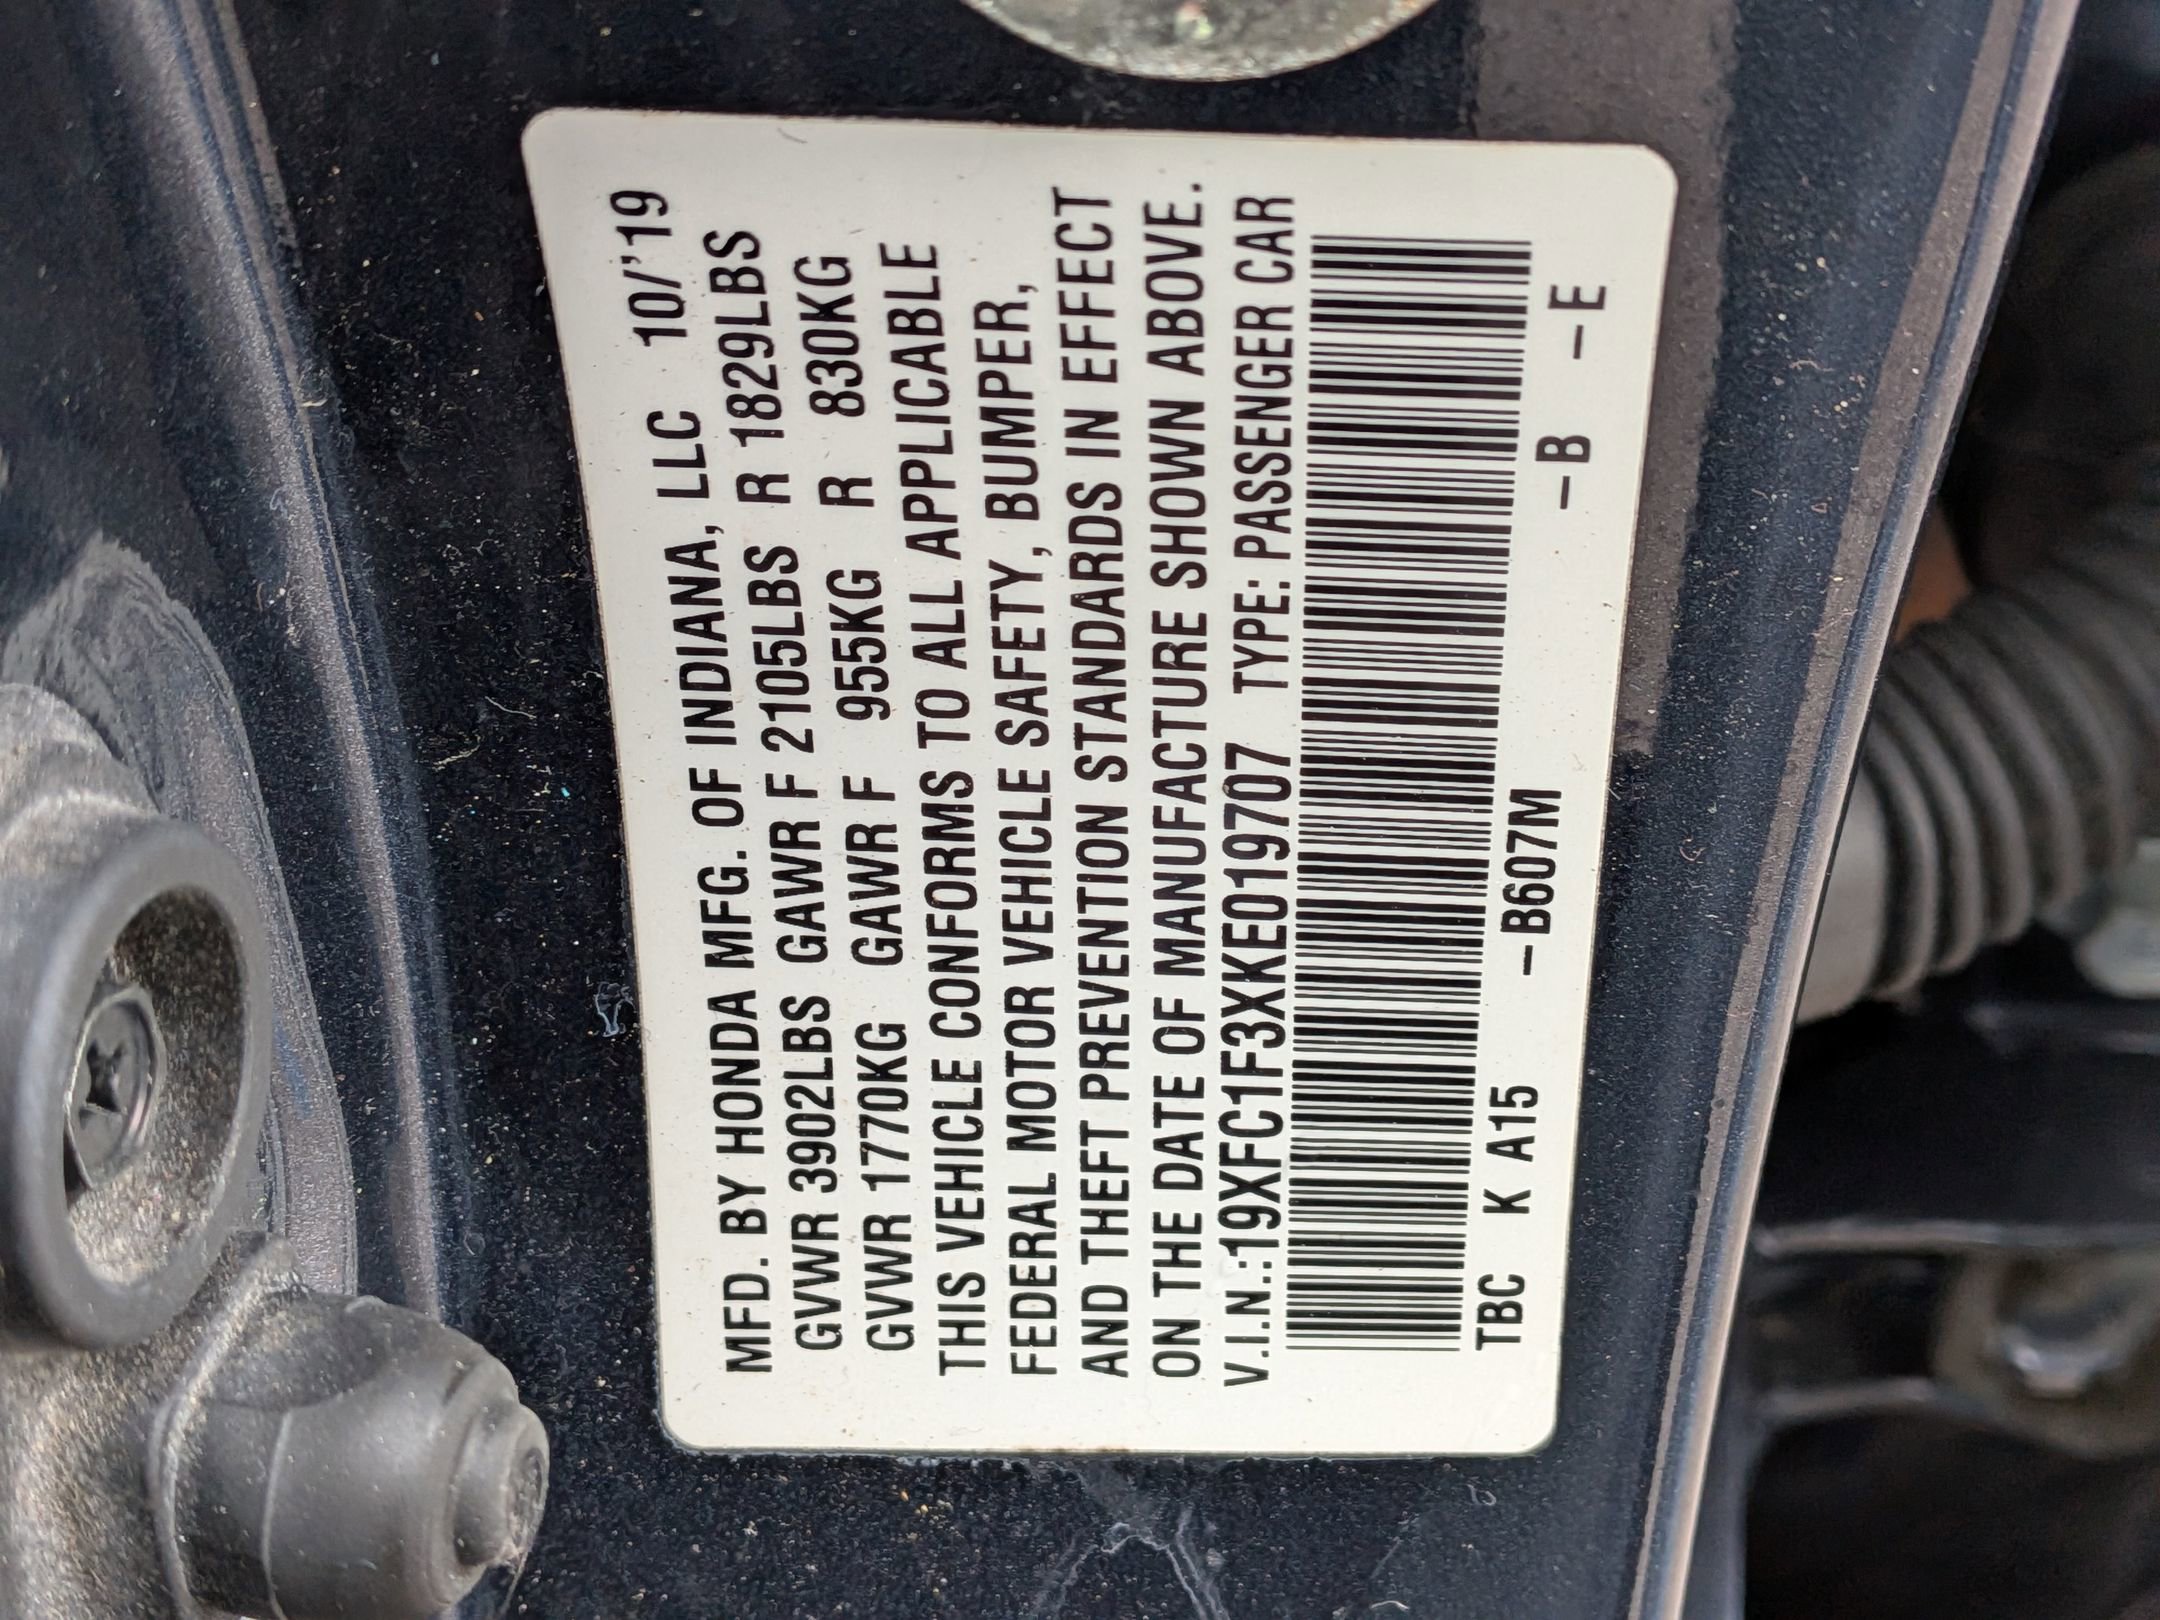 MFD. BY HONDA MFG. OF INDIANA, LLC 10/'19
GVWR 3902LBS GAWR F 2105LBS R 1829LBS
GVWR 1770KG GAWR F 955KG R 830KG
THIS VEHICLE CONFORMS TO ALL APPLICABLE
FEDERAL MOTOR VEHICLE SAFETY, BUMPER,
AND THEFT PREVENTION STANDARDS IN EFFECT
ON THE DATE OF MANUFACTURE SHOWN ABOVE.
V.I.N.:19XFC1F3XKE019707 TYPE: PASSENGER CAR
TBC K A15 –B607M –B –E